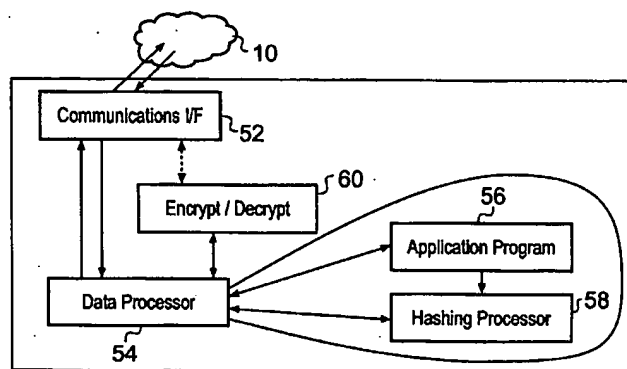 10
Communications I/F
52
60
Encrypt / Decrypt
56
Application Program
58
Data Processor
Hashing Processor
54